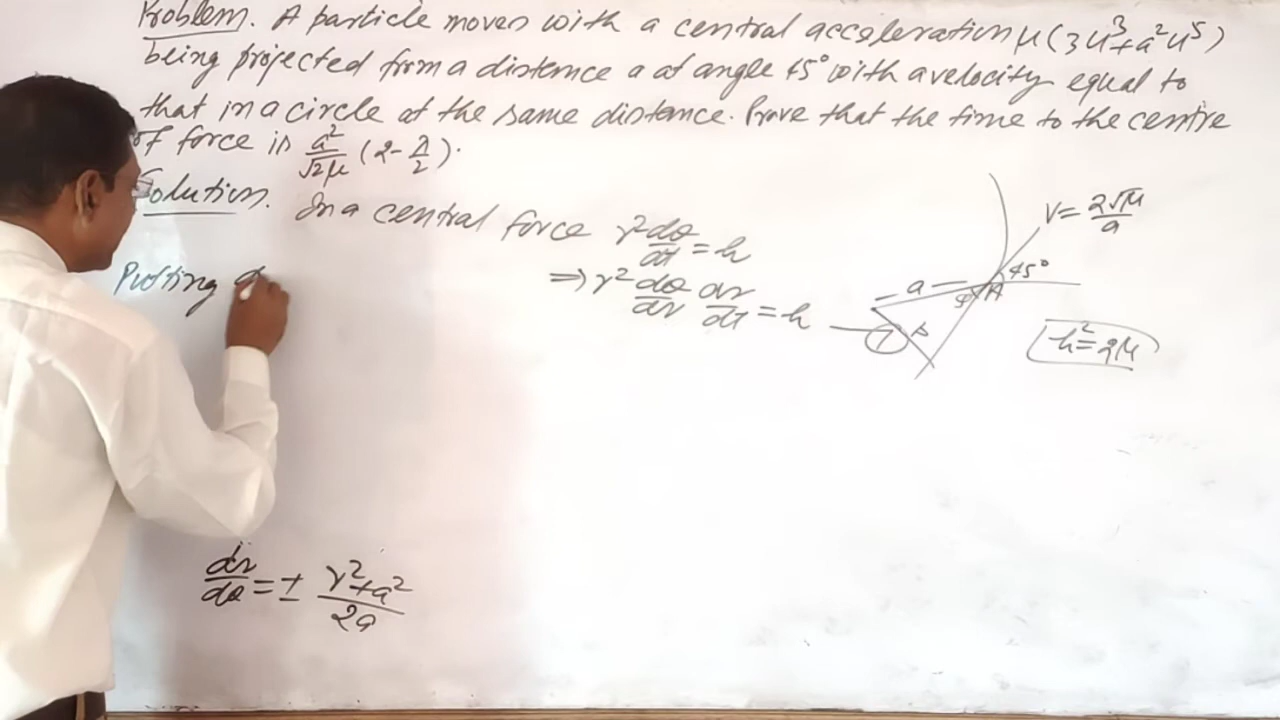 Problem. A particle moves with a central acceleration μ(3u³+a²u⁵)
being projected from a distance a at angle 45° with a velocity equal to
that in a circle at the same distance. Prove that the time to the centre
of force is a²/√2μ (2 - π/2).
Solution. In a central force r² dθ/dt = h
⇒ r² dθ/dr dr/dt = h — 1
Putting
V = 2√μ/a
45°
a
A
φ
p
h² = 2μ
dr/dθ = ± r²+a²/2a